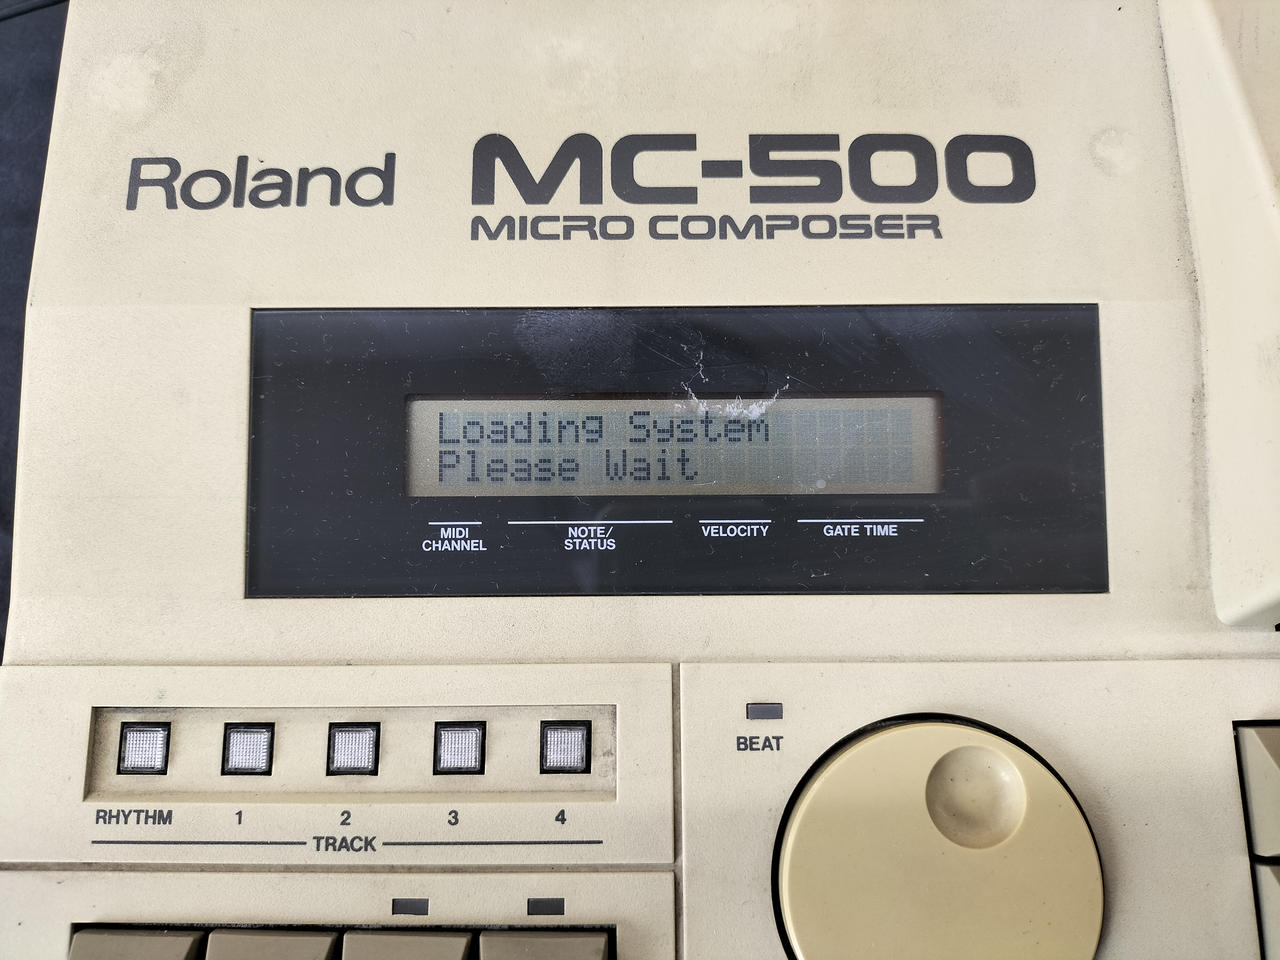 Roland MC-500
MICRO COMPOSER
Loading System
Please Wait
MIDI CHANNEL
NOTE/ STATUS
VELOCITY
GATE TIME
BEAT
RHYTHM 1 2 3 4
TRACK